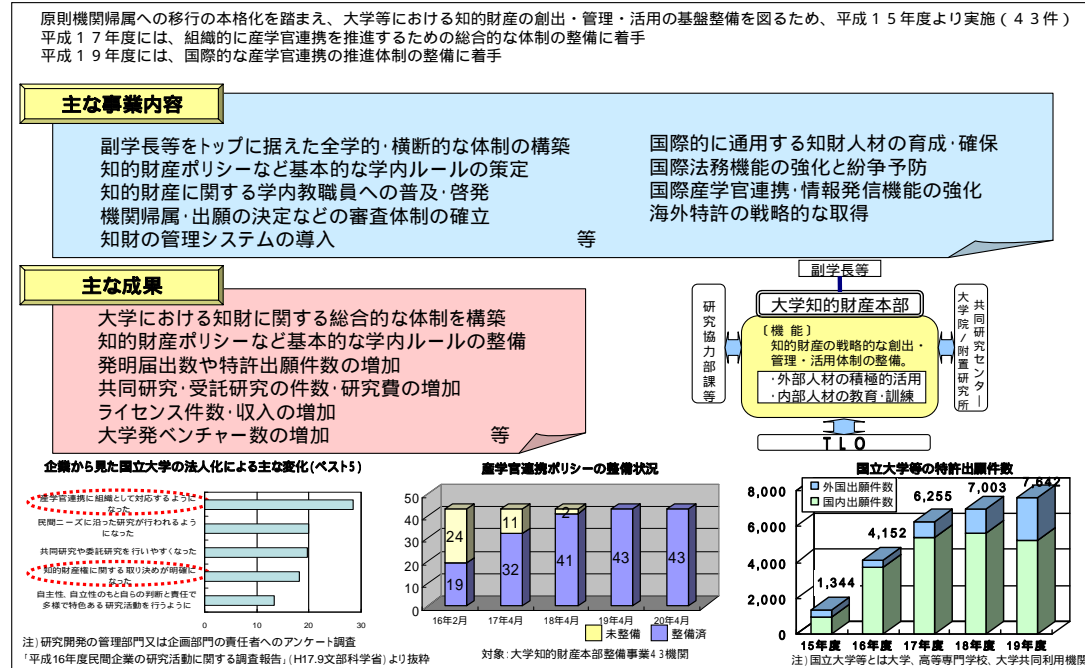 原則機関帰属への移行の本格化を踏まえ、大学等における知的財産の創出・管理・活用の基盤整備を図るため、平成１５年度より実施（４３件）
平成１７年度には、組織的に産学官連携を推進するための総合的な体制の整備に着手
平成１９年度には、国際的な産学官連携の推進体制の整備に着手
主な事業内容
副学長等をトップに据えた全学的・横断的な体制の構築
知的財産ポリシーなど基本的な学内ルールの策定
知的財産に関する学内教職員への普及・啓発
機関帰属・出願の決定などの審査体制の確立
知財の管理システムの導入 等
国際的に通用する知財人材の育成・確保
国際法務機能の強化と紛争予防
国際産学官連携・情報発信機能の強化
海外特許の戦略的な取得
主な成果
大学における知財に関する総合的な体制を構築
知的財産ポリシーなど基本的な学内ルールの整備
発明届出数や特許出願件数の増加
共同研究・受託研究の件数・研究費の増加
ライセンス件数・収入の増加
大学発ベンチャー数の増加 等
副学長等
大学知的財産本部
研究協力部課等
〔機 能〕
知的財産の戦略的な創出・
管理・活用体制の整備。
・外部人材の積極的活用
・内部人材の教育・訓練
共同研究センター
大学院/附置研究所
TLO
企業から見た国立大学の法人化による主な変化(ベスト5)
産学官連携に組織として対応するように
なった
民間ニーズに沿った研究が行われるよう
になった
共同研究や委託研究を行いやすくなった
知的財産権に関する取り決めが明確に
なった
自主性、自立性のもと自らの判断と責任で
多様で特色ある研究活動を行うように
0 10 20 30
注)研究開発の管理部門又は企画部門の責任者へのアンケート調査
「平成16年度民間企業の研究活動に関する調査報告」(H17.9文部科学省)より抜粋
産学官連携ポリシーの整備状況
50
40
30
20
10
0
24 11 2
19 32 41 43 43
16年2月 17年4月 18年4月 19年4月 20年4月
未整備 整備済
対象：大学知的財産本部整備事業43機関
国立大学等の特許出願件数
外国出願件数
国内出願件数
8,000
6,000
4,000
2,000
0
1,344 4,152 6,255 7,003 7,642
15年度 16年度 17年度 18年度 19年度
注)国立大学等とは大学、高等専門学校、大学共同利用機関